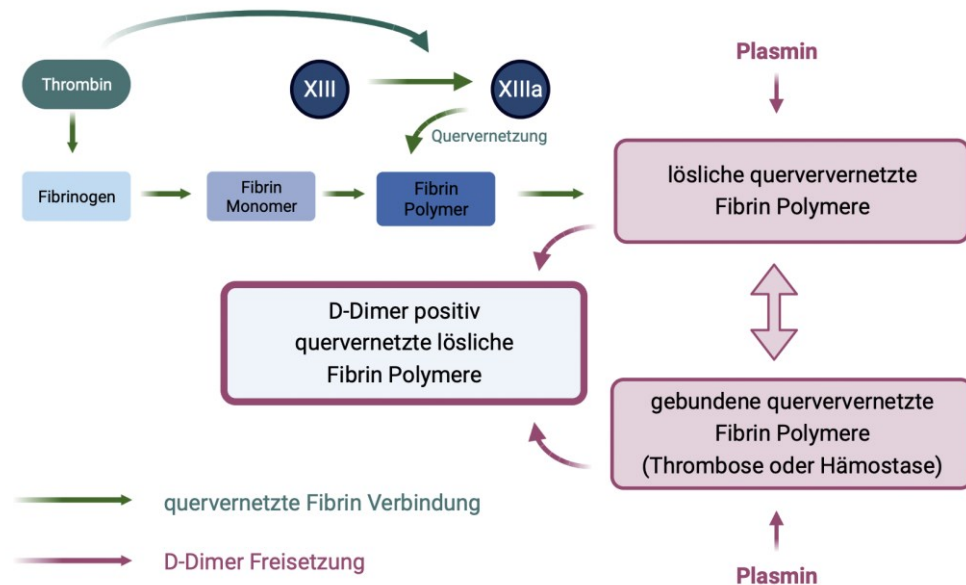 Plasmin
Thrombin
XIII
XIIIa
Quervernetzung
Fibrinogen
Fibrin
Monomer
Fibrin
Polymer
lösliche querververnetzte
Fibrin Polymere
D-Dimer positiv
quervernetzte lösliche
Fibrin Polymere
gebundene querververnetzte
Fibrin Polymere
(Thrombose oder Hämostase)
quervernetzte Fibrin Verbindung
D-Dimer Freisetzung
Plasmin